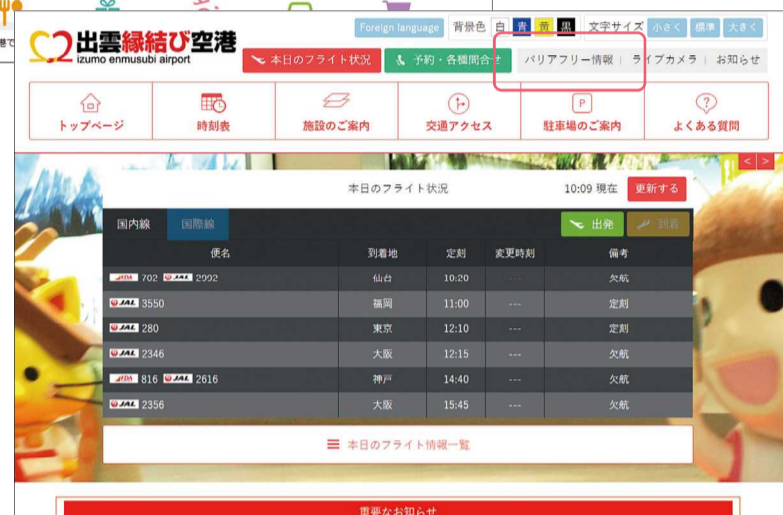 港で
出雲縁結び空港
izumo enmusubi airport
Foreign language 背景色 白 青 黄 黒 文字サイズ 小さく 標準 大きく
本日のフライト状況 予約・各種問合せ バリアフリー情報 | ライブカメラ | お知らせ
トップページ 時刻表 施設のご案内 交通アクセス P 駐車場のご案内 ? よくある質問
< >
本日のフライト状況 10:09 現在 更新する
国内線 国際線 出発 到着
便名 到着地 定刻 変更時刻 備考
FDA 702 JAL 2992 仙台 10:20 --- 欠航
JAL 3550 福岡 11:00 --- 定刻
JAL 280 東京 12:10 --- 定刻
JAL 2346 大阪 12:15 --- 欠航
FDA 816 JAL 2616 神戸 14:40 --- 欠航
JAL 2356 大阪 15:45 --- 欠航
本日のフライト情報一覧
重要なお知らせ